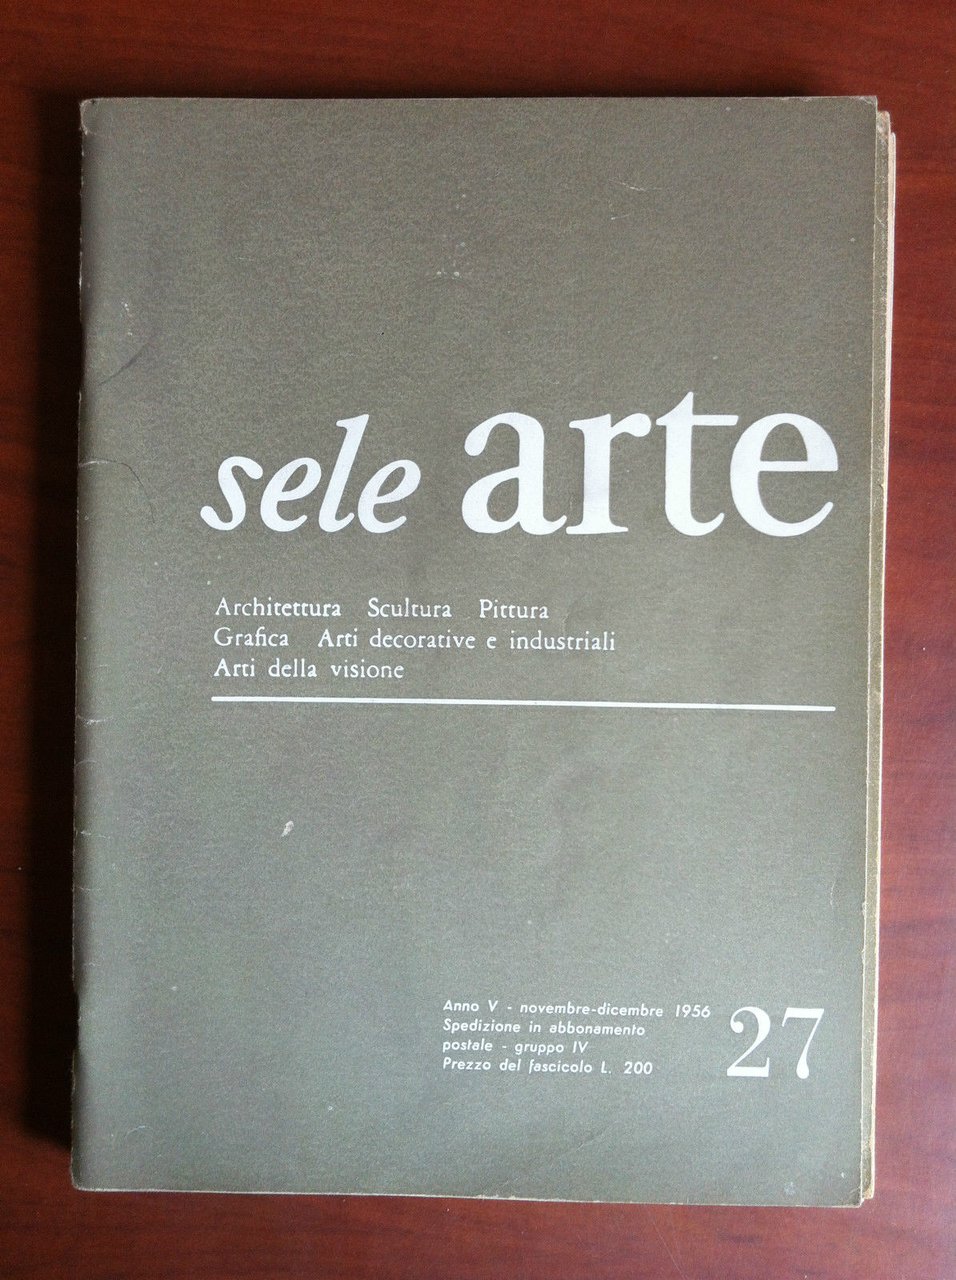 sele arte
Architettura Scultura Pittura
Grafica Arti decorative e industriali
Arti della visione
Anno V - novembre-dicembre 1956
Spedizione in abbonamento
postale - gruppo IV
Prezzo del fascicolo L. 200
27